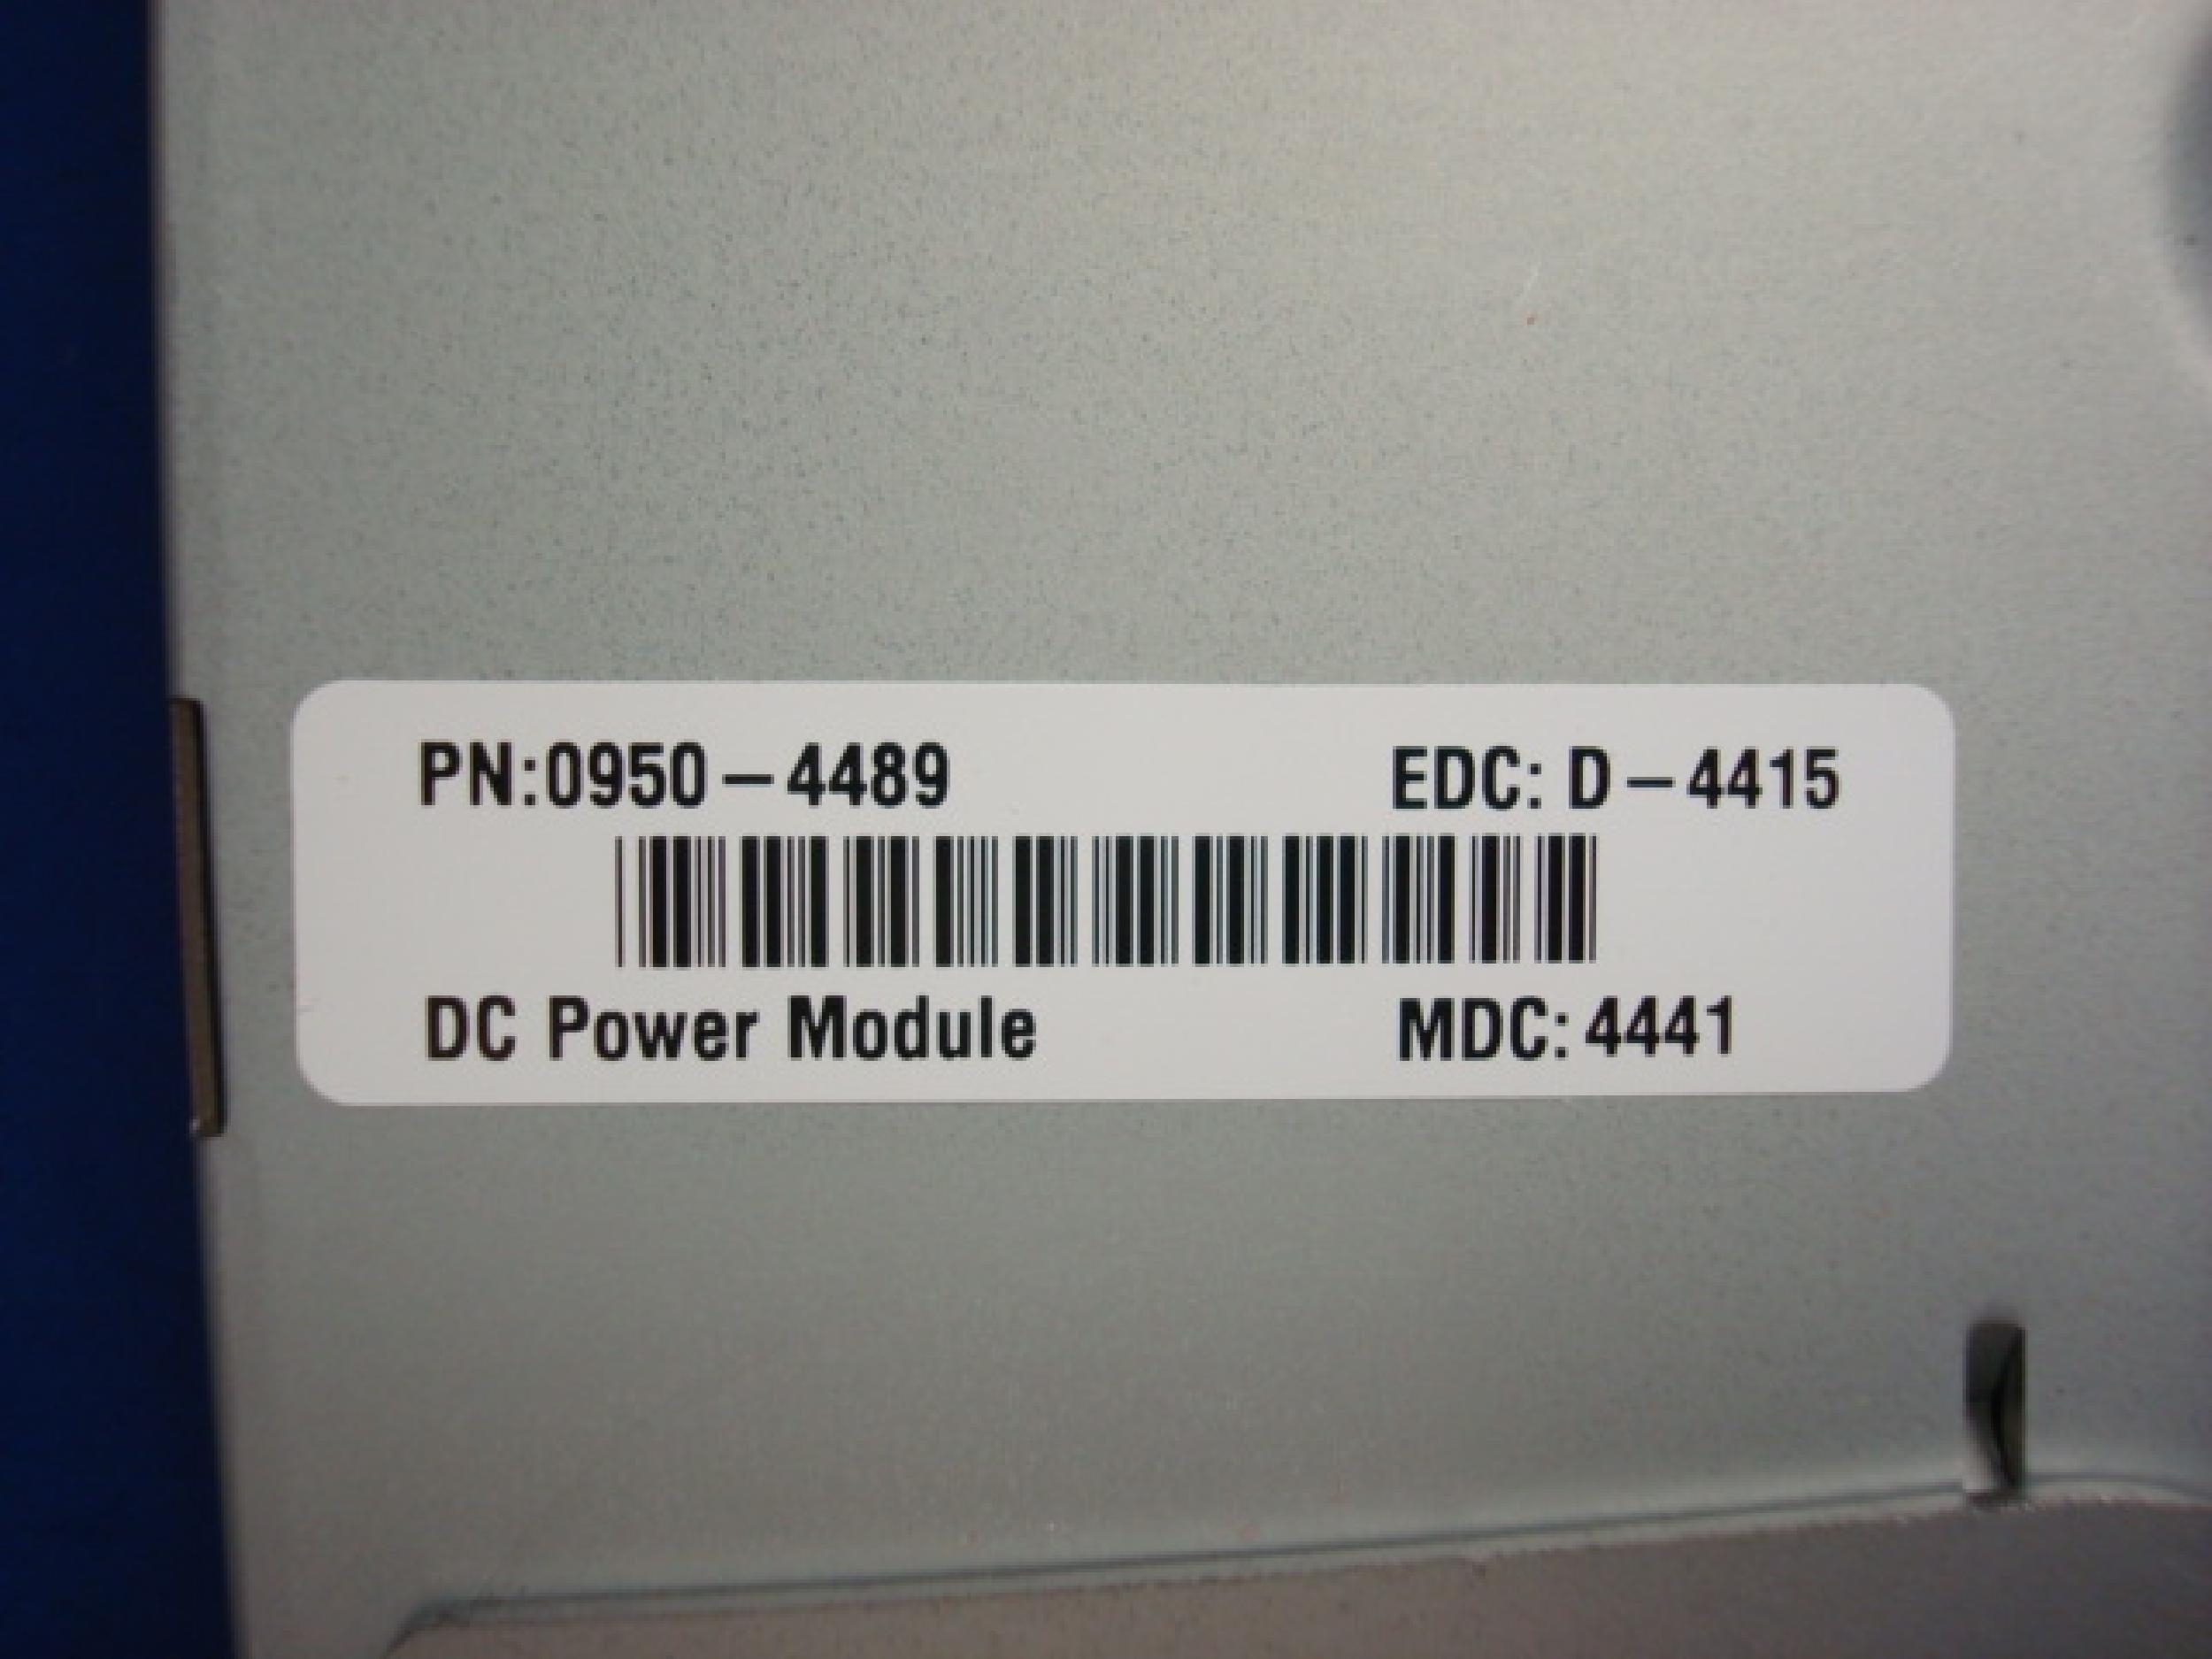 PN:0950-4489 EDC: D-4415
DC Power Module MDC: 4441